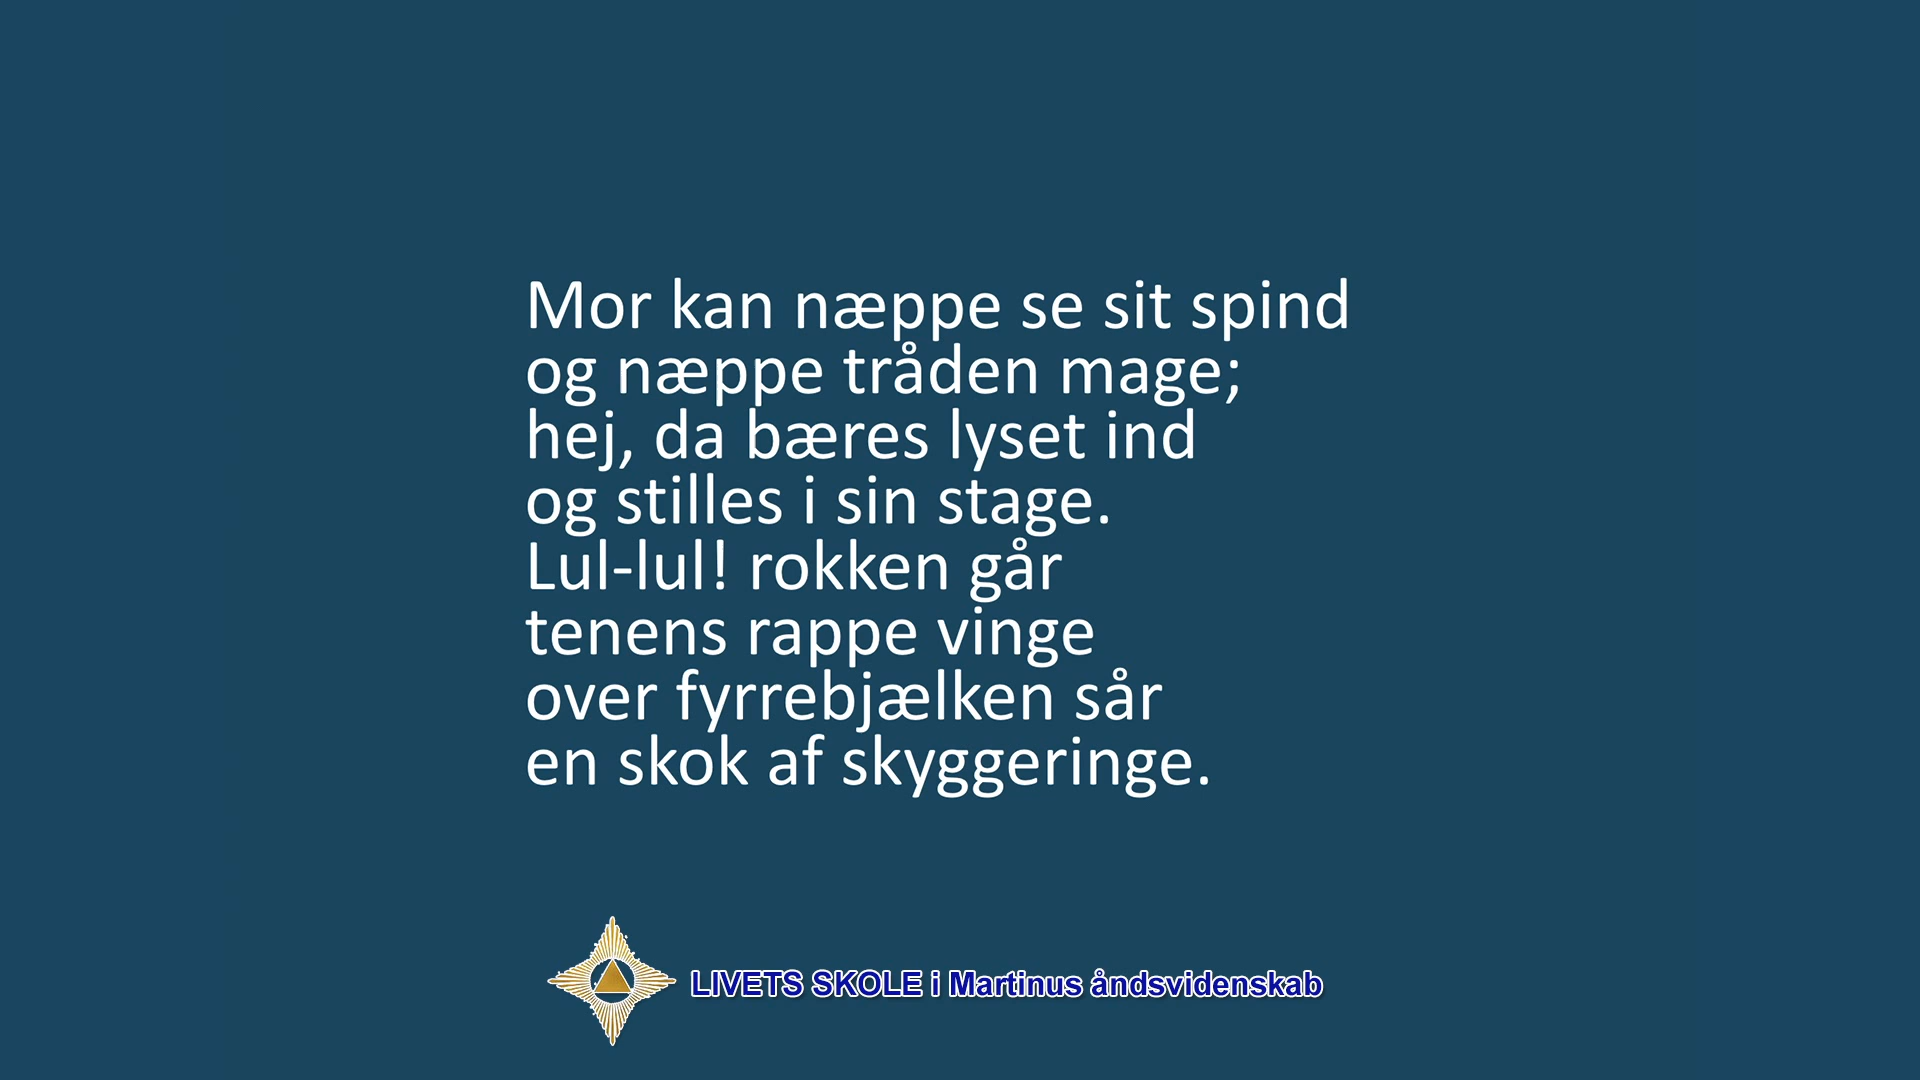 Mor kan næppe se sit spind
og næppe tråden mage;
hej, da bæres lyset ind
og stilles i sin stage.
Lul-lul! rokken går
tenens rappe vinge
over fyrrebjælken sår
en skok af skyggeringe.
LIVETS SKOLE i Martinus åndsvidenskab